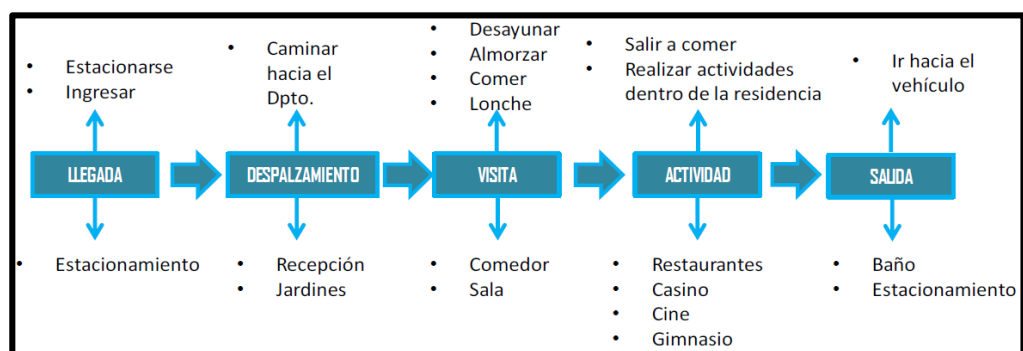 • Estacionarse
• Ingresar
• Caminar
hacia el
Dpto.
• Desayunar
• Almorzar
• Comer
• Lonche
• Salir a comer
• Realizar actividades
dentro de la residencia
• Ir hacia el
vehículo
LLEGADA
DESPALZAMIENTO
VISITA
ACTIVIDAD
SALIDA
• Estacionamiento
• Recepción
• Jardines
• Comedor
• Sala
• Restaurantes
• Casino
• Cine
• Gimnasio
• Baño
• Estacionamiento